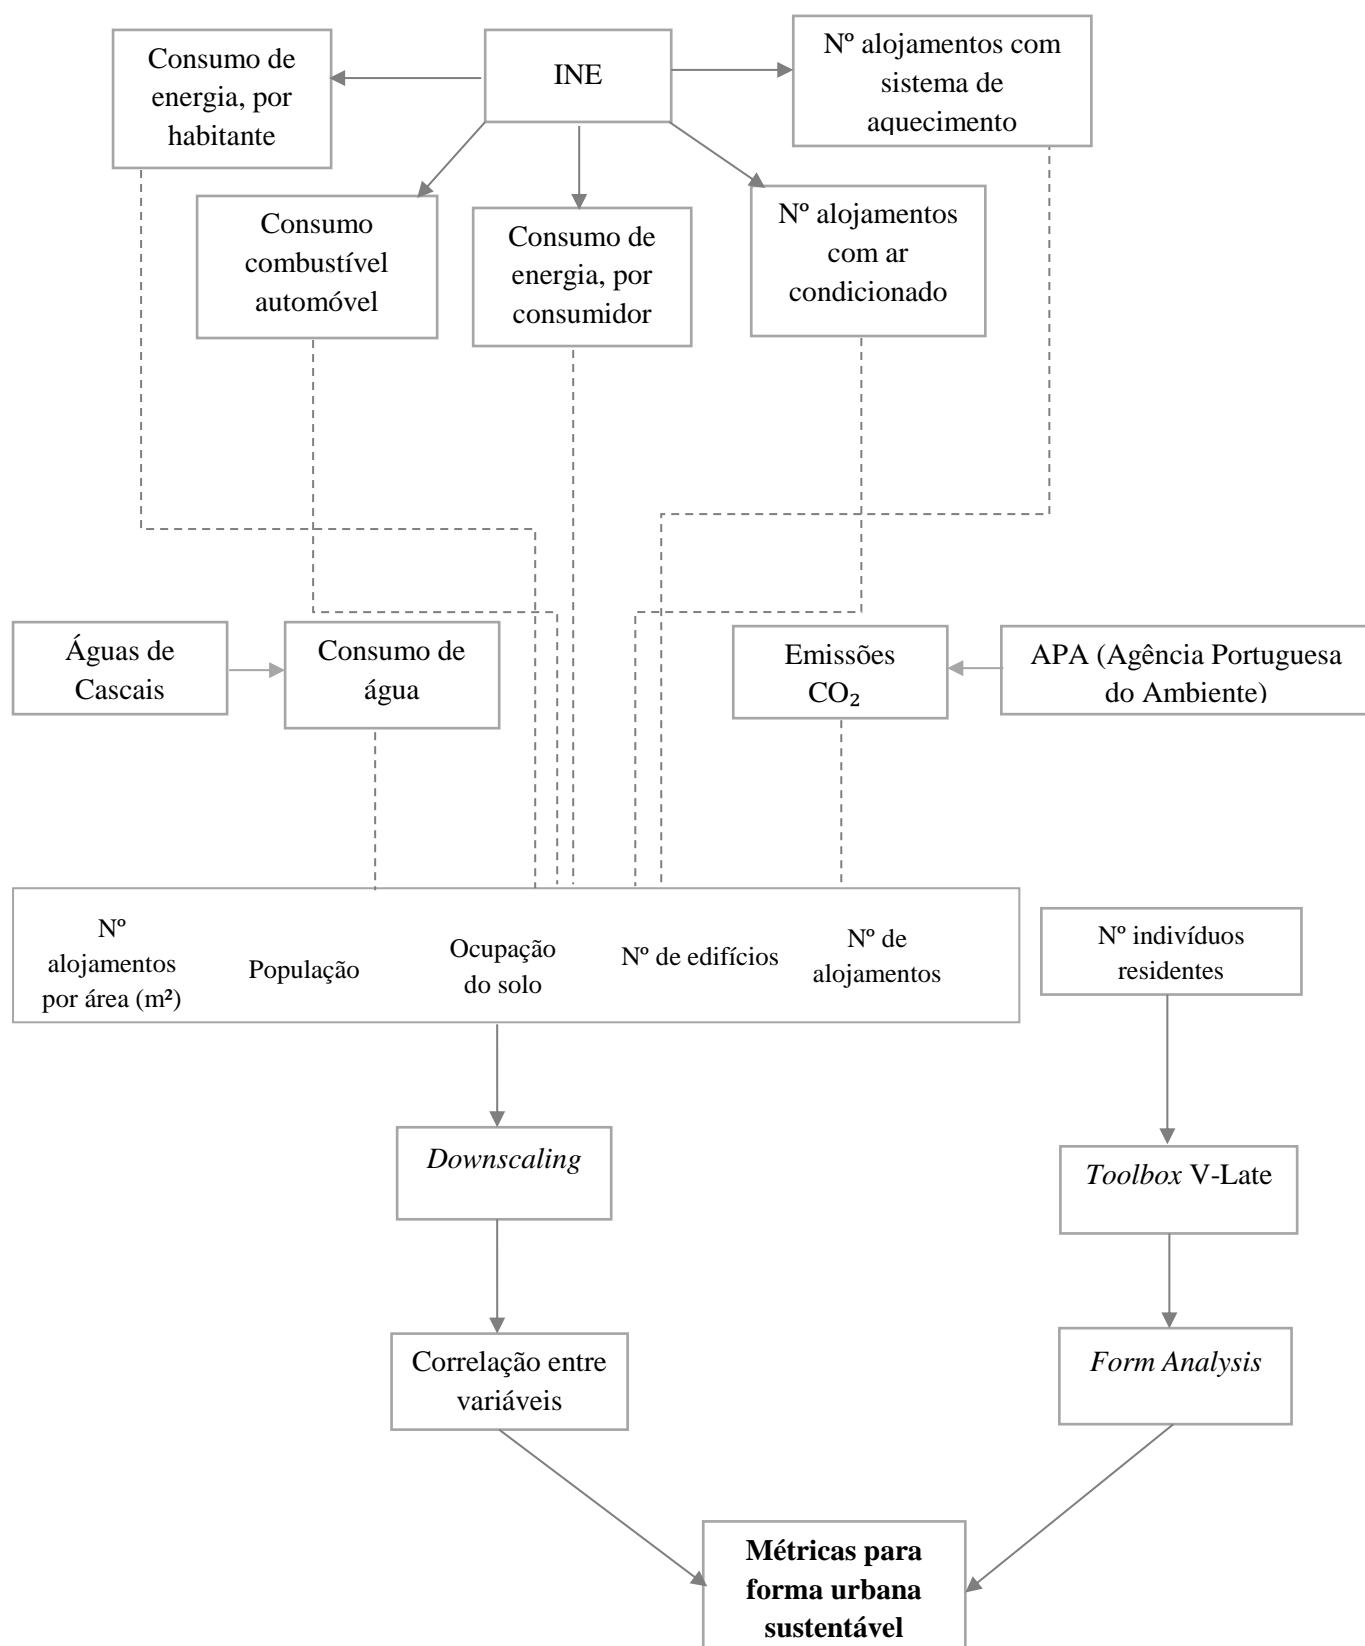 Consumo de
energia, por
habitante
INE
Nº alojamentos com
sistema de
aquecimento
Consumo
combustível
automóvel
Consumo de
energia, por
consumidor
Nº alojamentos
com ar
condicionado
Águas de
Cascais
Consumo de
água
Emissões
CO₂
APA (Agência Portuguesa
do Ambiente)
Nº
alojamentos
por área (m²)
População
Ocupação
do solo
Nº de edifícios
Nº de
alojamentos
Nº indivíduos
residentes
Downscaling
Toolbox V-Late
Correlação entre
variáveis
Form Analysis
Métricas para
forma urbana
sustentável